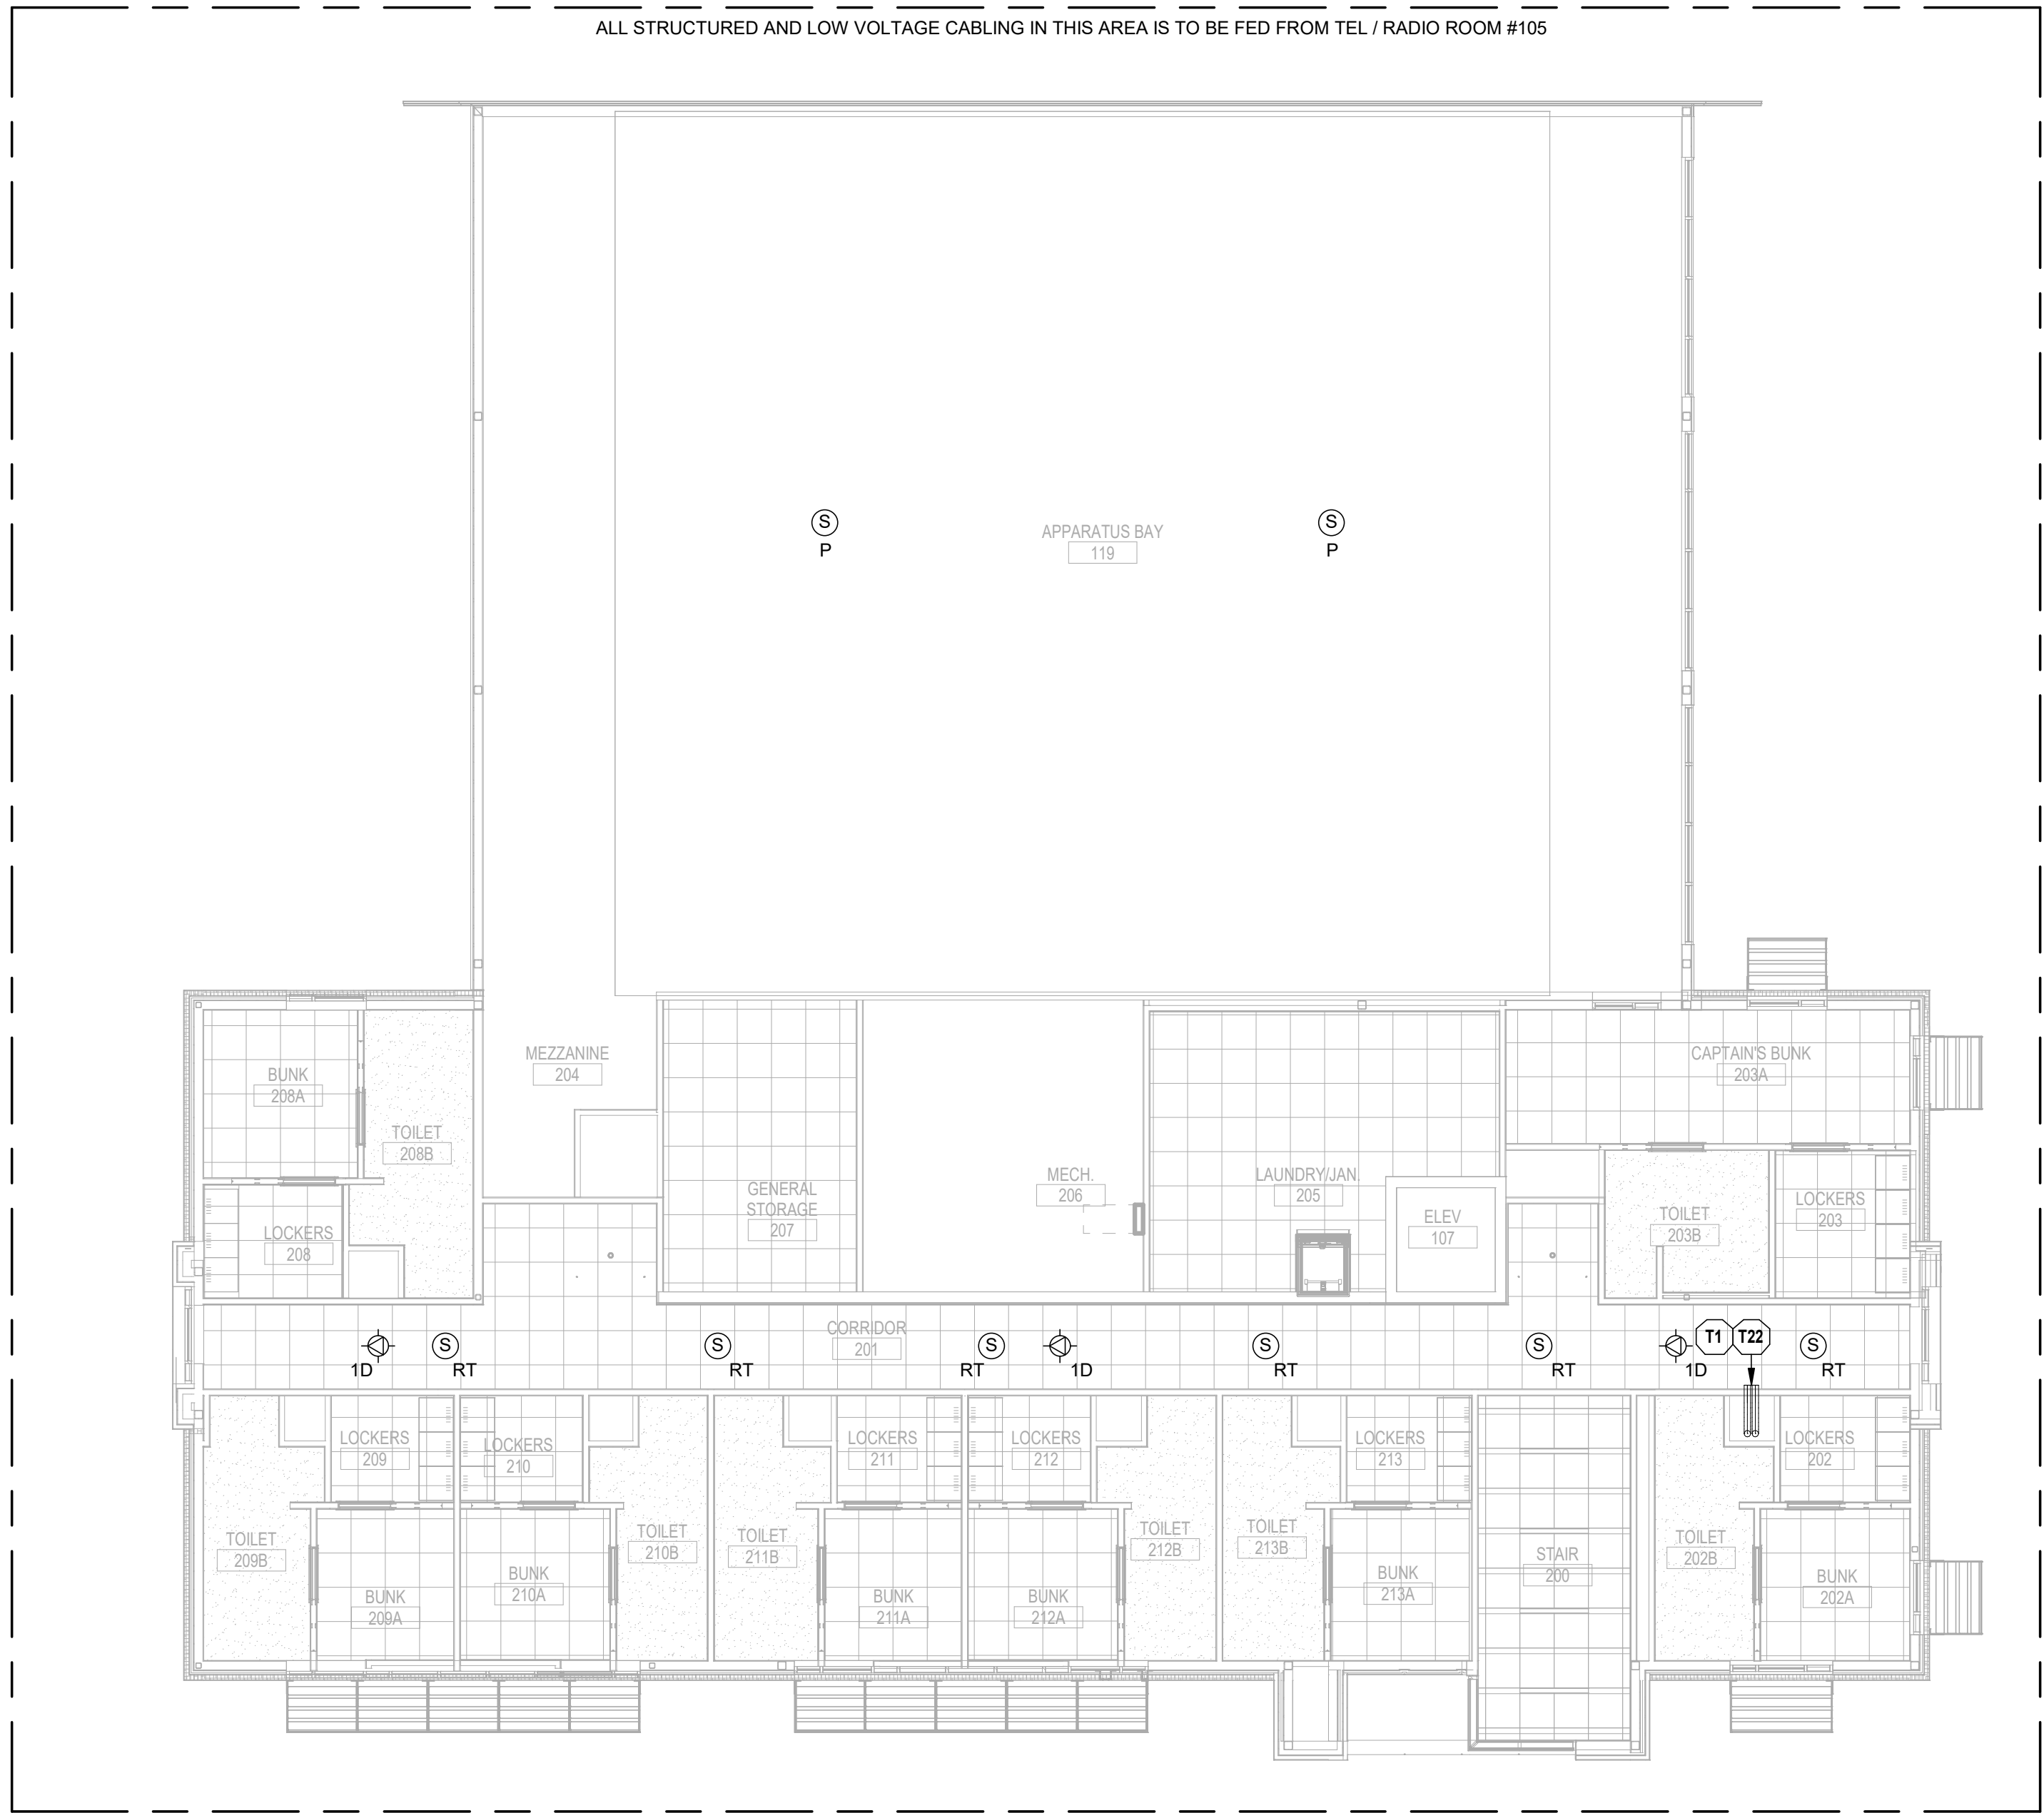 ALL STRUCTURED AND LOW VOLTAGE CABLING IN THIS AREA IS TO BE FED FROM TEL / RADIO ROOM #105
S
P
APPARATUS BAY
119
S
P
MEZZANINE
204
CAPTAIN'S BUNK
203A
BUNK
208A
TOILET
208B
MECH.
206
LAUNDRY/JAN.
205
GENERAL
STORAGE
207
LOCKERS
203
TOILET
203B
ELEV
107
LOCKERS
208
CORRIDOR
201
1D
S
RT
S
RT
S
RT
1D
S
RT
S
RT
1D
T1
T22
S
RT
LOCKERS
209
LOCKERS
210
LOCKERS
211
LOCKERS
212
LOCKERS
213
LOCKERS
202
TOILET
209B
TOILET
210B
TOILET
211B
TOILET
212B
TOILET
213B
STAIR
200
TOILET
202B
BUNK
209A
BUNK
210A
BUNK
211A
BUNK
212A
BUNK
213A
BUNK
202A